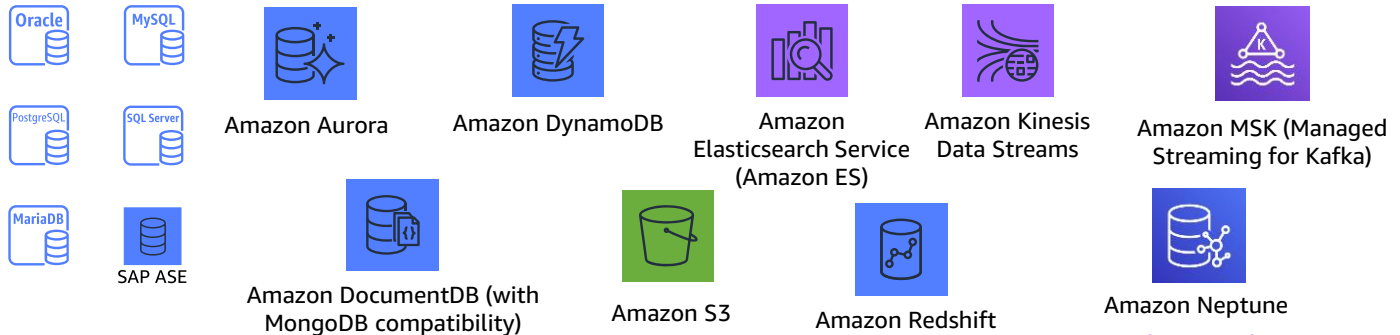 Oracle
MySQL
PostgreSQL
SQL Server
MariaDB
SAP ASE
Amazon Aurora
Amazon DynamoDB
Amazon
Elasticsearch Service
(Amazon ES)
Amazon Kinesis
Data Streams
K
Amazon MSK (Managed
Streaming for Kafka)
{}
Amazon DocumentDB (with
MongoDB compatibility)
Amazon S3
Amazon Redshift
Amazon Neptune